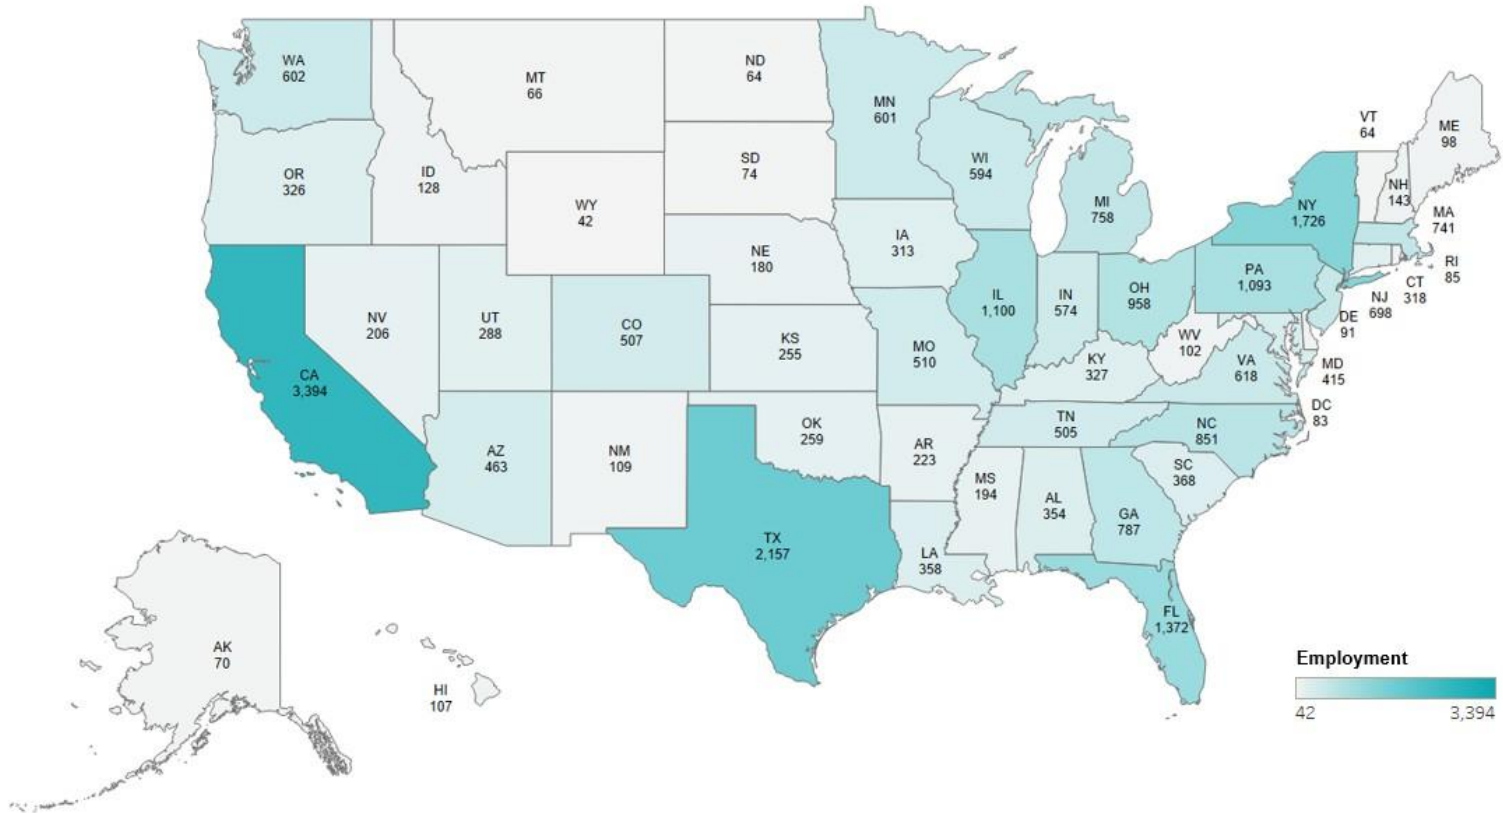 WA
602
MT
66
ND
64
MN
601
VT
64
ME
98
OR
326
ID
128
SD
74
WI
594
NH
143
WY
42
MI
758
NY
1,726
MA
741
IA
313
NE
180
RI
85
PA
1,093
CT
318
NJ
698
NV
206
UT
288
CO
507
IL
1,100
IN
574
OH
958
DE
91
KS
255
MO
510
WV
102
VA
618
MD
415
CA
3,394
KY
327
DC
83
TN
505
NC
851
AZ
463
NM
109
OK
259
AR
223
SC
368
MS
194
AL
354
GA
787
TX
2,157
LA
358
FL
1,372
AK
70
HI
107
Employment
42 3,394